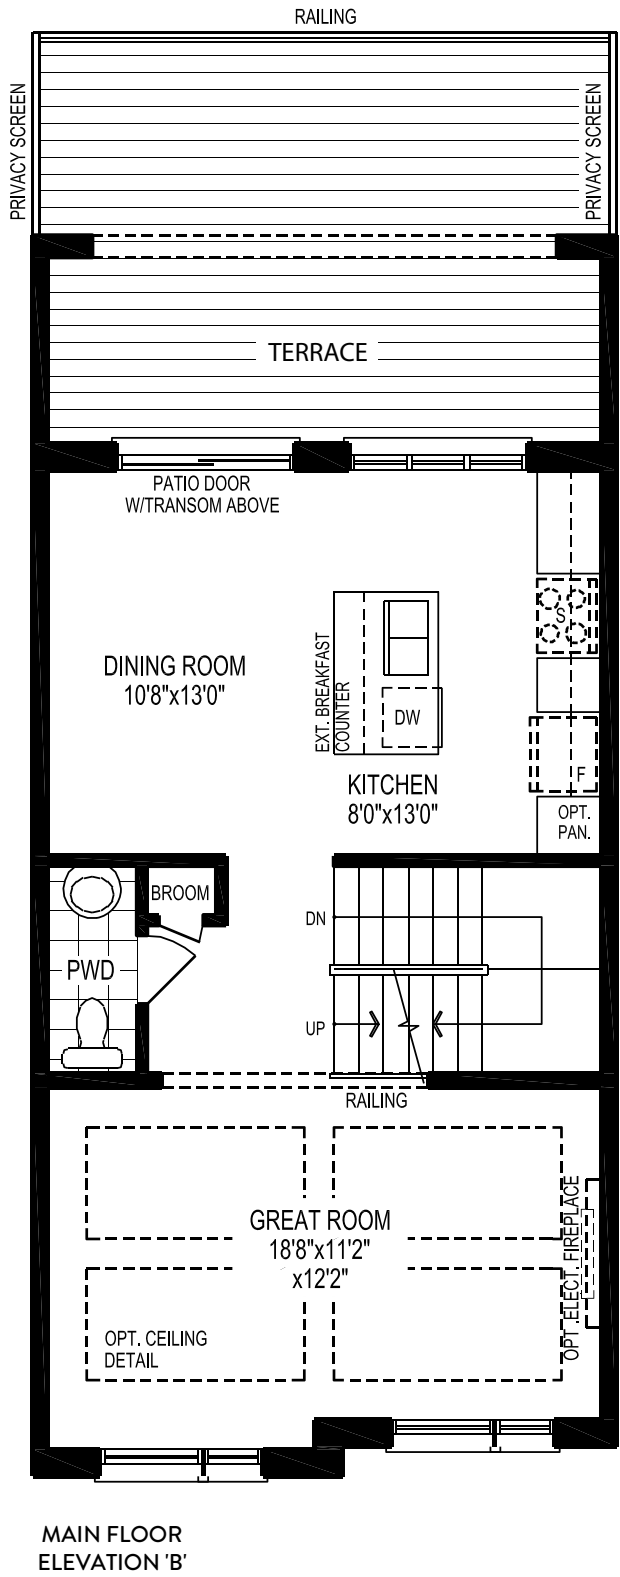 RAILING
PRIVACY SCREEN
PRIVACY SCREEN
TERRACE
PATIO DOOR
W/TRANSOM ABOVE
S
DINING ROOM
10'8"x13'0"
EXT. BREAKFAST
COUNTER
DW
F
KITCHEN
8'0"x13'0"
OPT.
PAN.
BROOM
DN
PWD
UP
RAILING
GREAT ROOM
18'8"x11'2"
x12'2"
OPT. ELECT. FIREPLACE
OPT. CEILING
DETAIL
MAIN FLOOR
ELEVATION 'B'